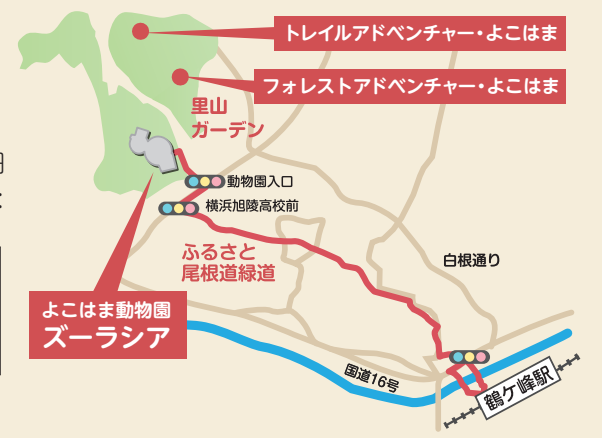 トレイルアドベンチャー・よこはま
フォレストアドベンチャー・よこはま
里山
ガーデン
動物園入口
横浜旭陵高校前
ふるさと
尾根道緑道
白根通り
よこはま動物園
ズーラシア
国道16号
鶴ケ峰駅